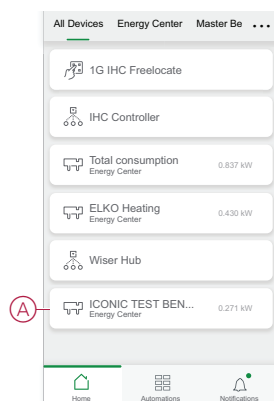 All Devices Energy Center Master Be ...
1G IHC Freelocate
IHC Controller
Total consumption
Energy Center
0.837 kW
ELKO Heating
Energy Center
0.430 kW
Wiser Hub
A
ICONIC TEST BEN...
Energy Center
0.271 kW
Home Automations Notifications